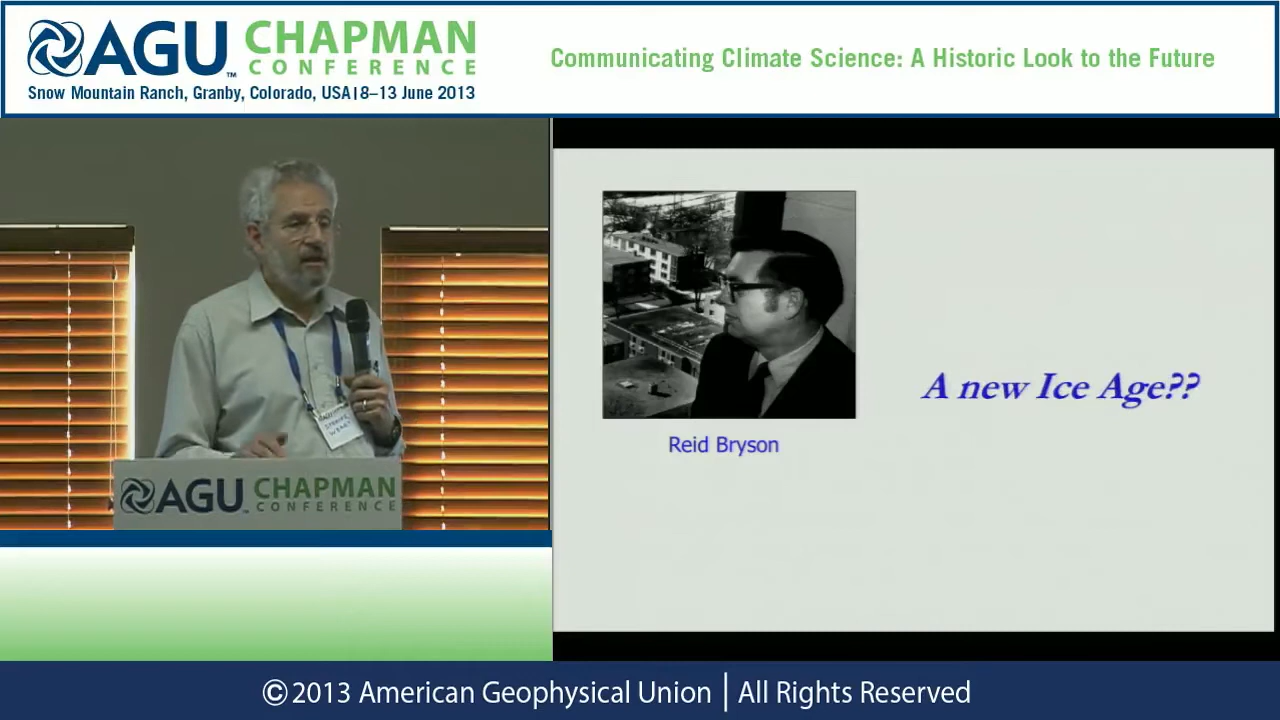 AGU CHAPMAN
CONFERENCE
™
Snow Mountain Ranch, Granby, Colorado, USA|8–13 June 2013
Communicating Climate Science: A Historic Look to the Future
A new Ice Age??
Reid Bryson
AGU CHAPMAN
CONFERENCE
©2013 American Geophysical Union | All Rights Reserved